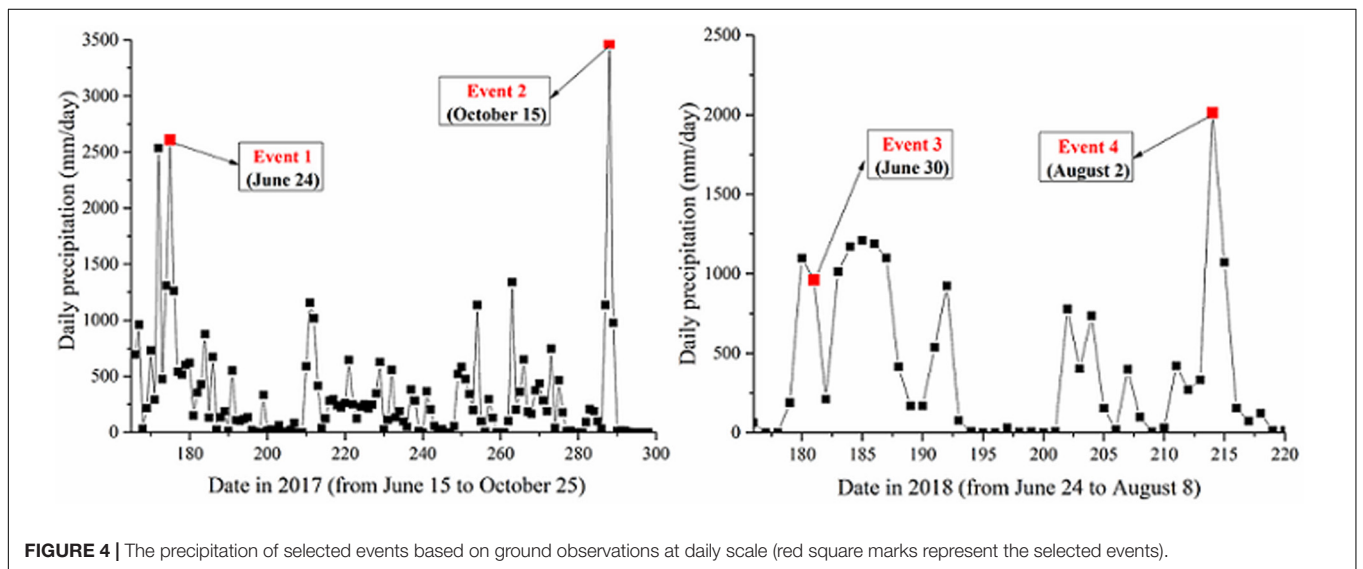 3500
3000
2500
2000
1500
1000
500
0
Daily precipitation (mm/day)
180
200
220
240
260
280
300
Date in 2017 (from June 15 to October 25)
Event 1
(June 24)
Event 2
(October 15)
2500
2000
1500
1000
500
0
Daily precipitation (mm/day)
180
185
190
195
200
205
210
215
220
Date in 2018 (from June 24 to August 8)
Event 3
(June 30)
Event 4
(August 2)
FIGURE 4 | The precipitation of selected events based on ground observations at daily scale (red square marks represent the selected events).